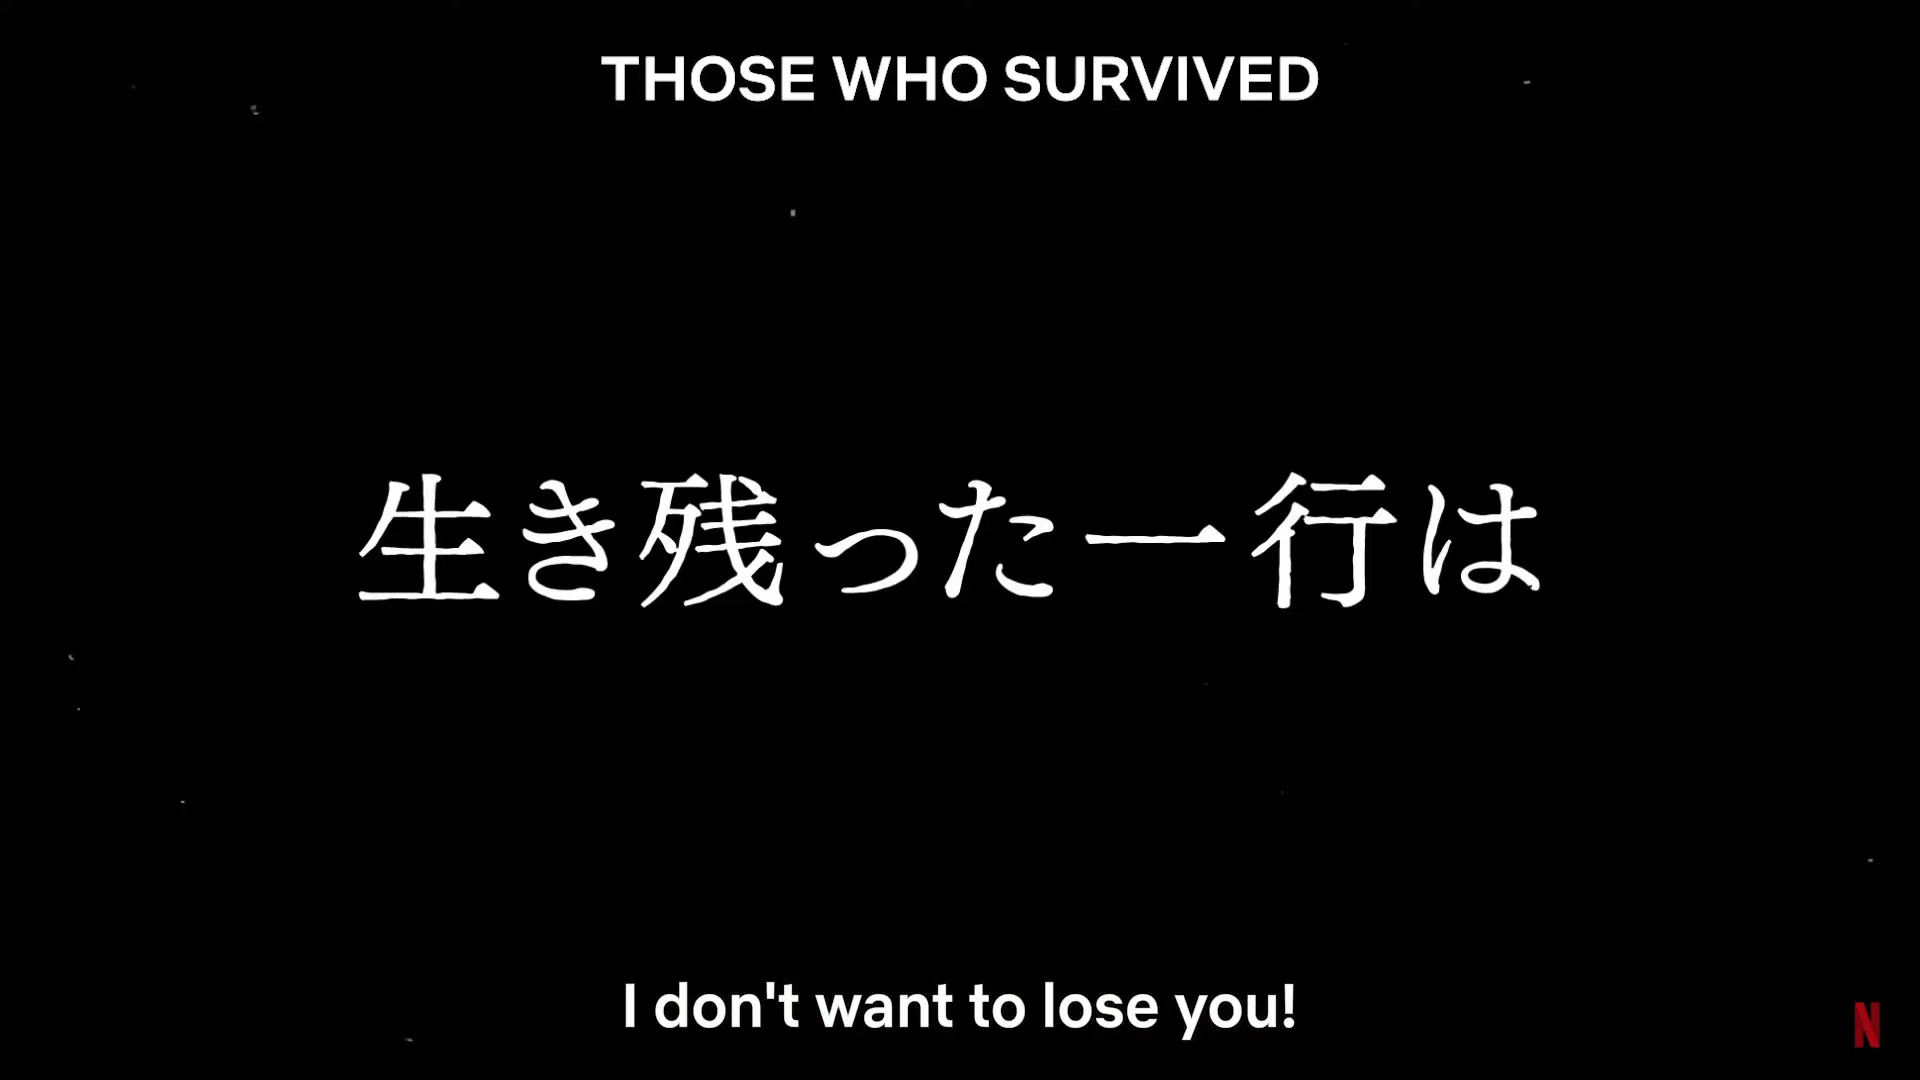 THOSE WHO SURVIVED
生き残った一行は
I don't want to lose you!
N